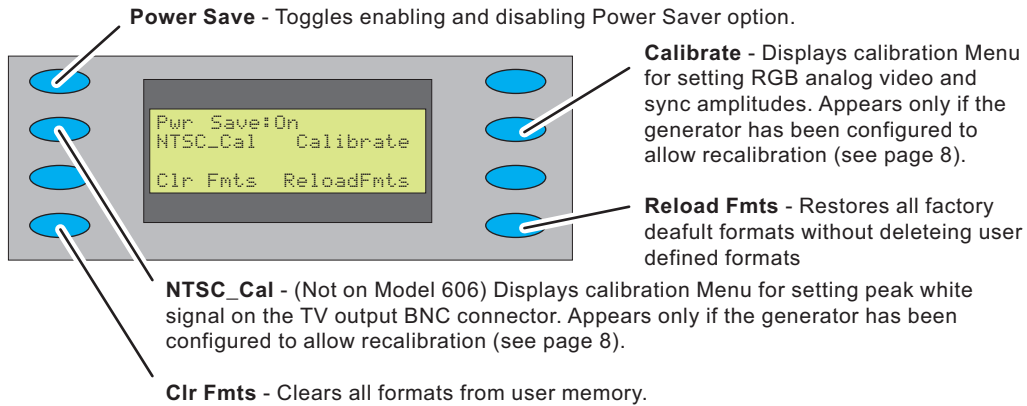 Power Save - Toggles enabling and disabling Power Saver option.
Pwr Save:On
NTSC_Cal Calibrate
Clr Fmts ReloadFmts
Calibrate - Displays calibration Menu
for setting RGB analog video and
sync amplitudes. Appears only if the
generator has been configured to
allow recalibration (see page 8).
Reload Fmts - Restores all factory
deafult formats without deleteing user
defined formats
NTSC_Cal - (Not on Model 606) Displays calibration Menu for setting peak white
signal on the TV output BNC connector. Appears only if the generator has been
configured to allow recalibration (see page 8).
Clr Fmts - Clears all formats from user memory.